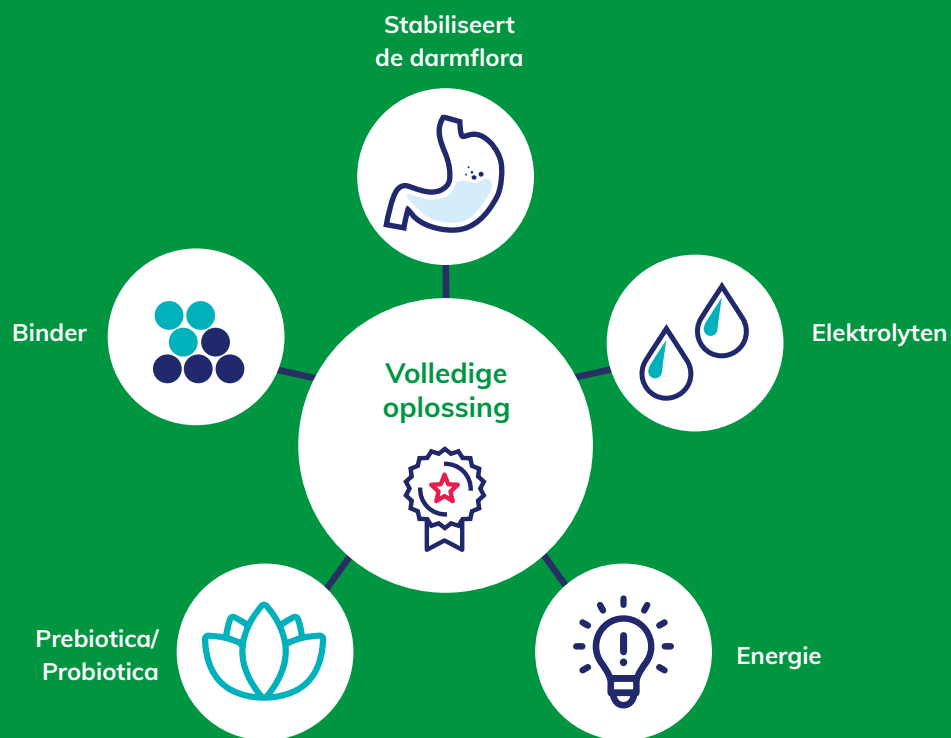 Stabiliseert
de darmflora
Binder
Elektrolyten
Volledige
oplossing
Prebiotica/
Probiotica
Energie